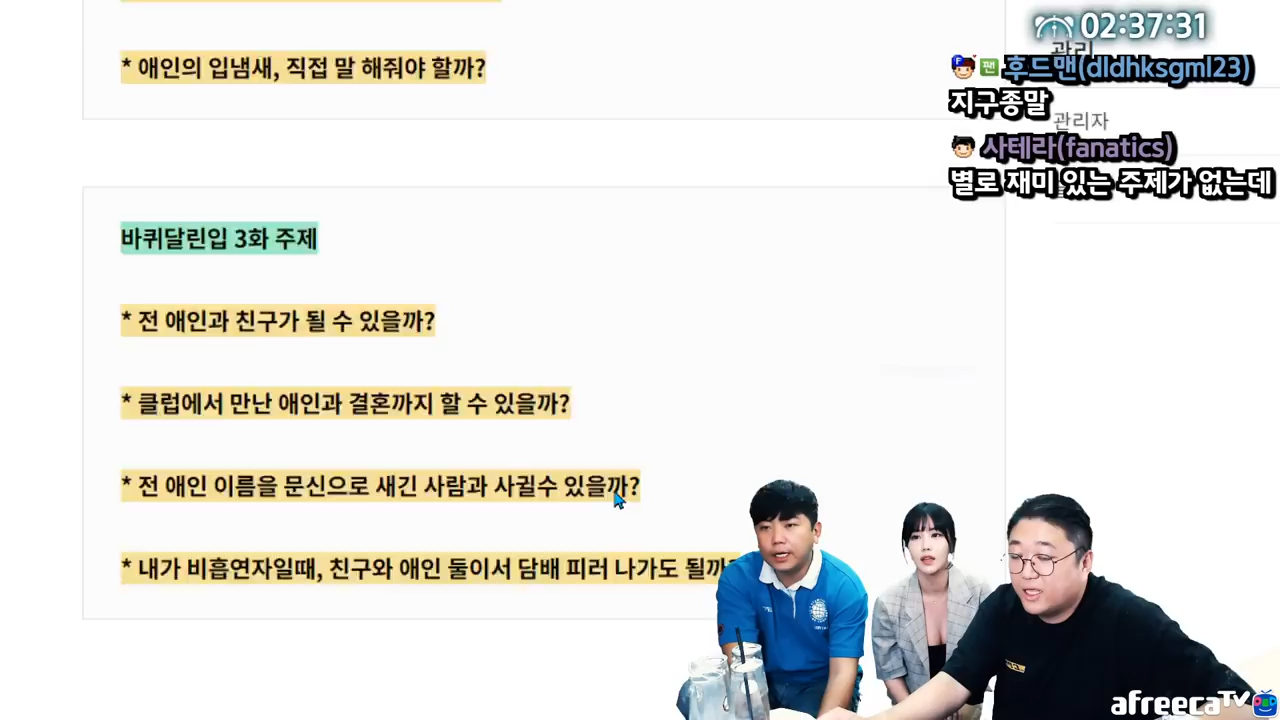 * 애인의 입냄새, 직접 말 해줘야 할까?
바퀴달린입 3화 주제
* 전 애인과 친구가 될 수 있을까?
* 클럽에서 만난 애인과 결혼까지 할 수 있을까?
* 전 애인 이름을 문신으로 새긴 사람과 사귈수 있을까?
* 내가 비흡연자일때, 친구와 애인 둘이서 담배 피러 나가도 될까?
02:37:31
관리
팬 후드맨(dldhksgml23)
지구종말
관리자
사테라(fanatics)
별로 재미 있는 주제가 없는데
afreecaTV